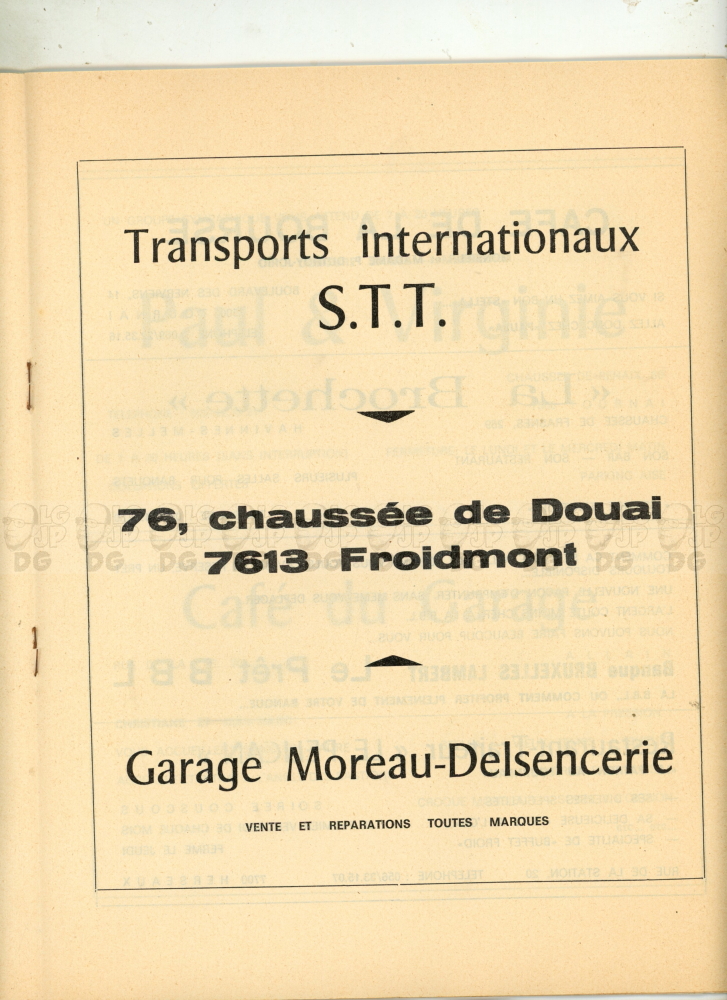 Transports internationaux
S.T.T.
76, chaussée de Douai
7613 Froidmont
Garage Moreau-Delsencerie
VENTE ET REPARATIONS TOUTES MARQUES